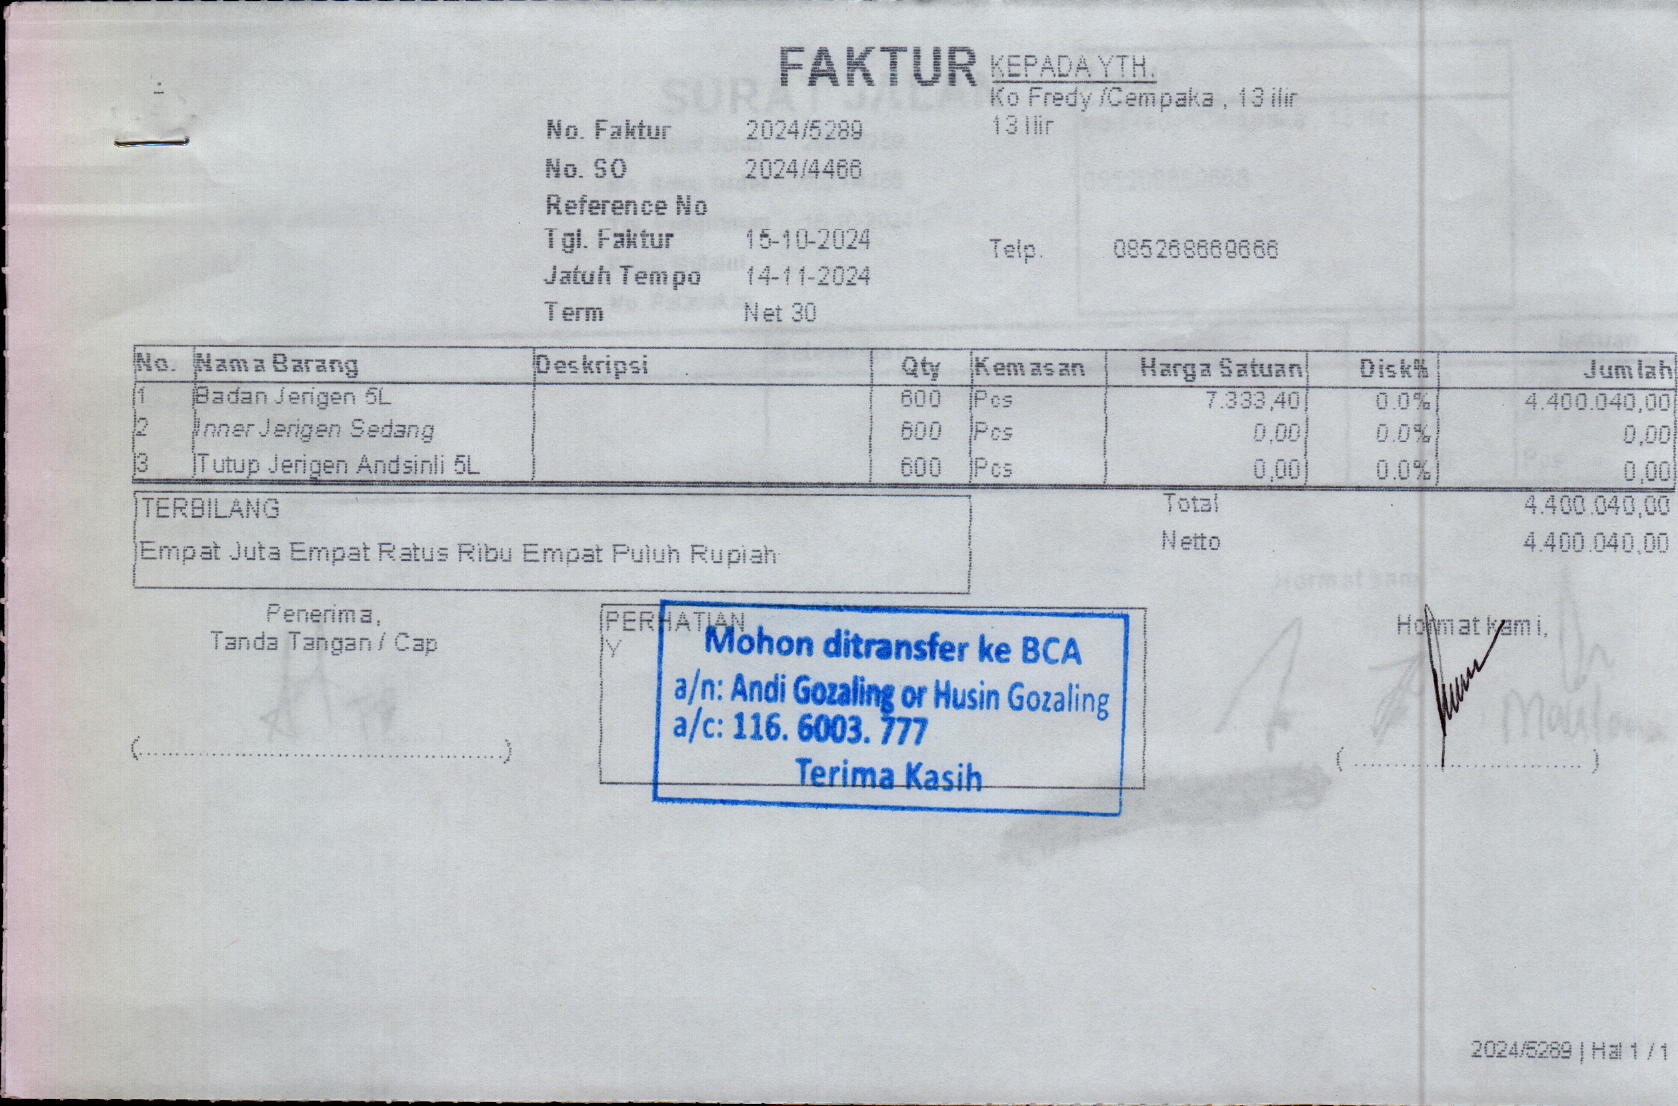 FAKTUR
KEPADA YTH.
Ko Fredy /Cempaka , 13 ilir
13 Ilir
No. Faktur 2024/5289
No. SO 2024/4466
Reference No
Tgl. Faktur 15-10-2024
Telp. 085268669666
Jatuh Tempo 14-11-2024
Term Net 30
No. Nama Barang Deskripsi Qty Kemasan Harga Satuan Disk% Jumlah
1 Badan Jerigen 5L 600 Pcs 7.333,40 0.0% 4.400.040,00
2 Inner Jerigen Sedang 600 Pcs 0,00 0.0% 0,00
3 Tutup Jerigen Andsinli 5L 600 Pcs 0,00 0.0% 0,00
TERBILANG
Empat Juta Empat Ratus Ribu Empat Puluh Rupiah
Total 4.400.040,00
Netto 4.400.040,00
Penerima,
Tanda Tangan / Cap
(......................................................)
PERHATIAN
Y
Mohon ditransfer ke BCA
a/n: Andi Gozaling or Husin Gozaling
a/c: 116. 6003. 777
Terima Kasih
Hormat kami,
(...................................)
2024/5289 | Hal 1 / 1